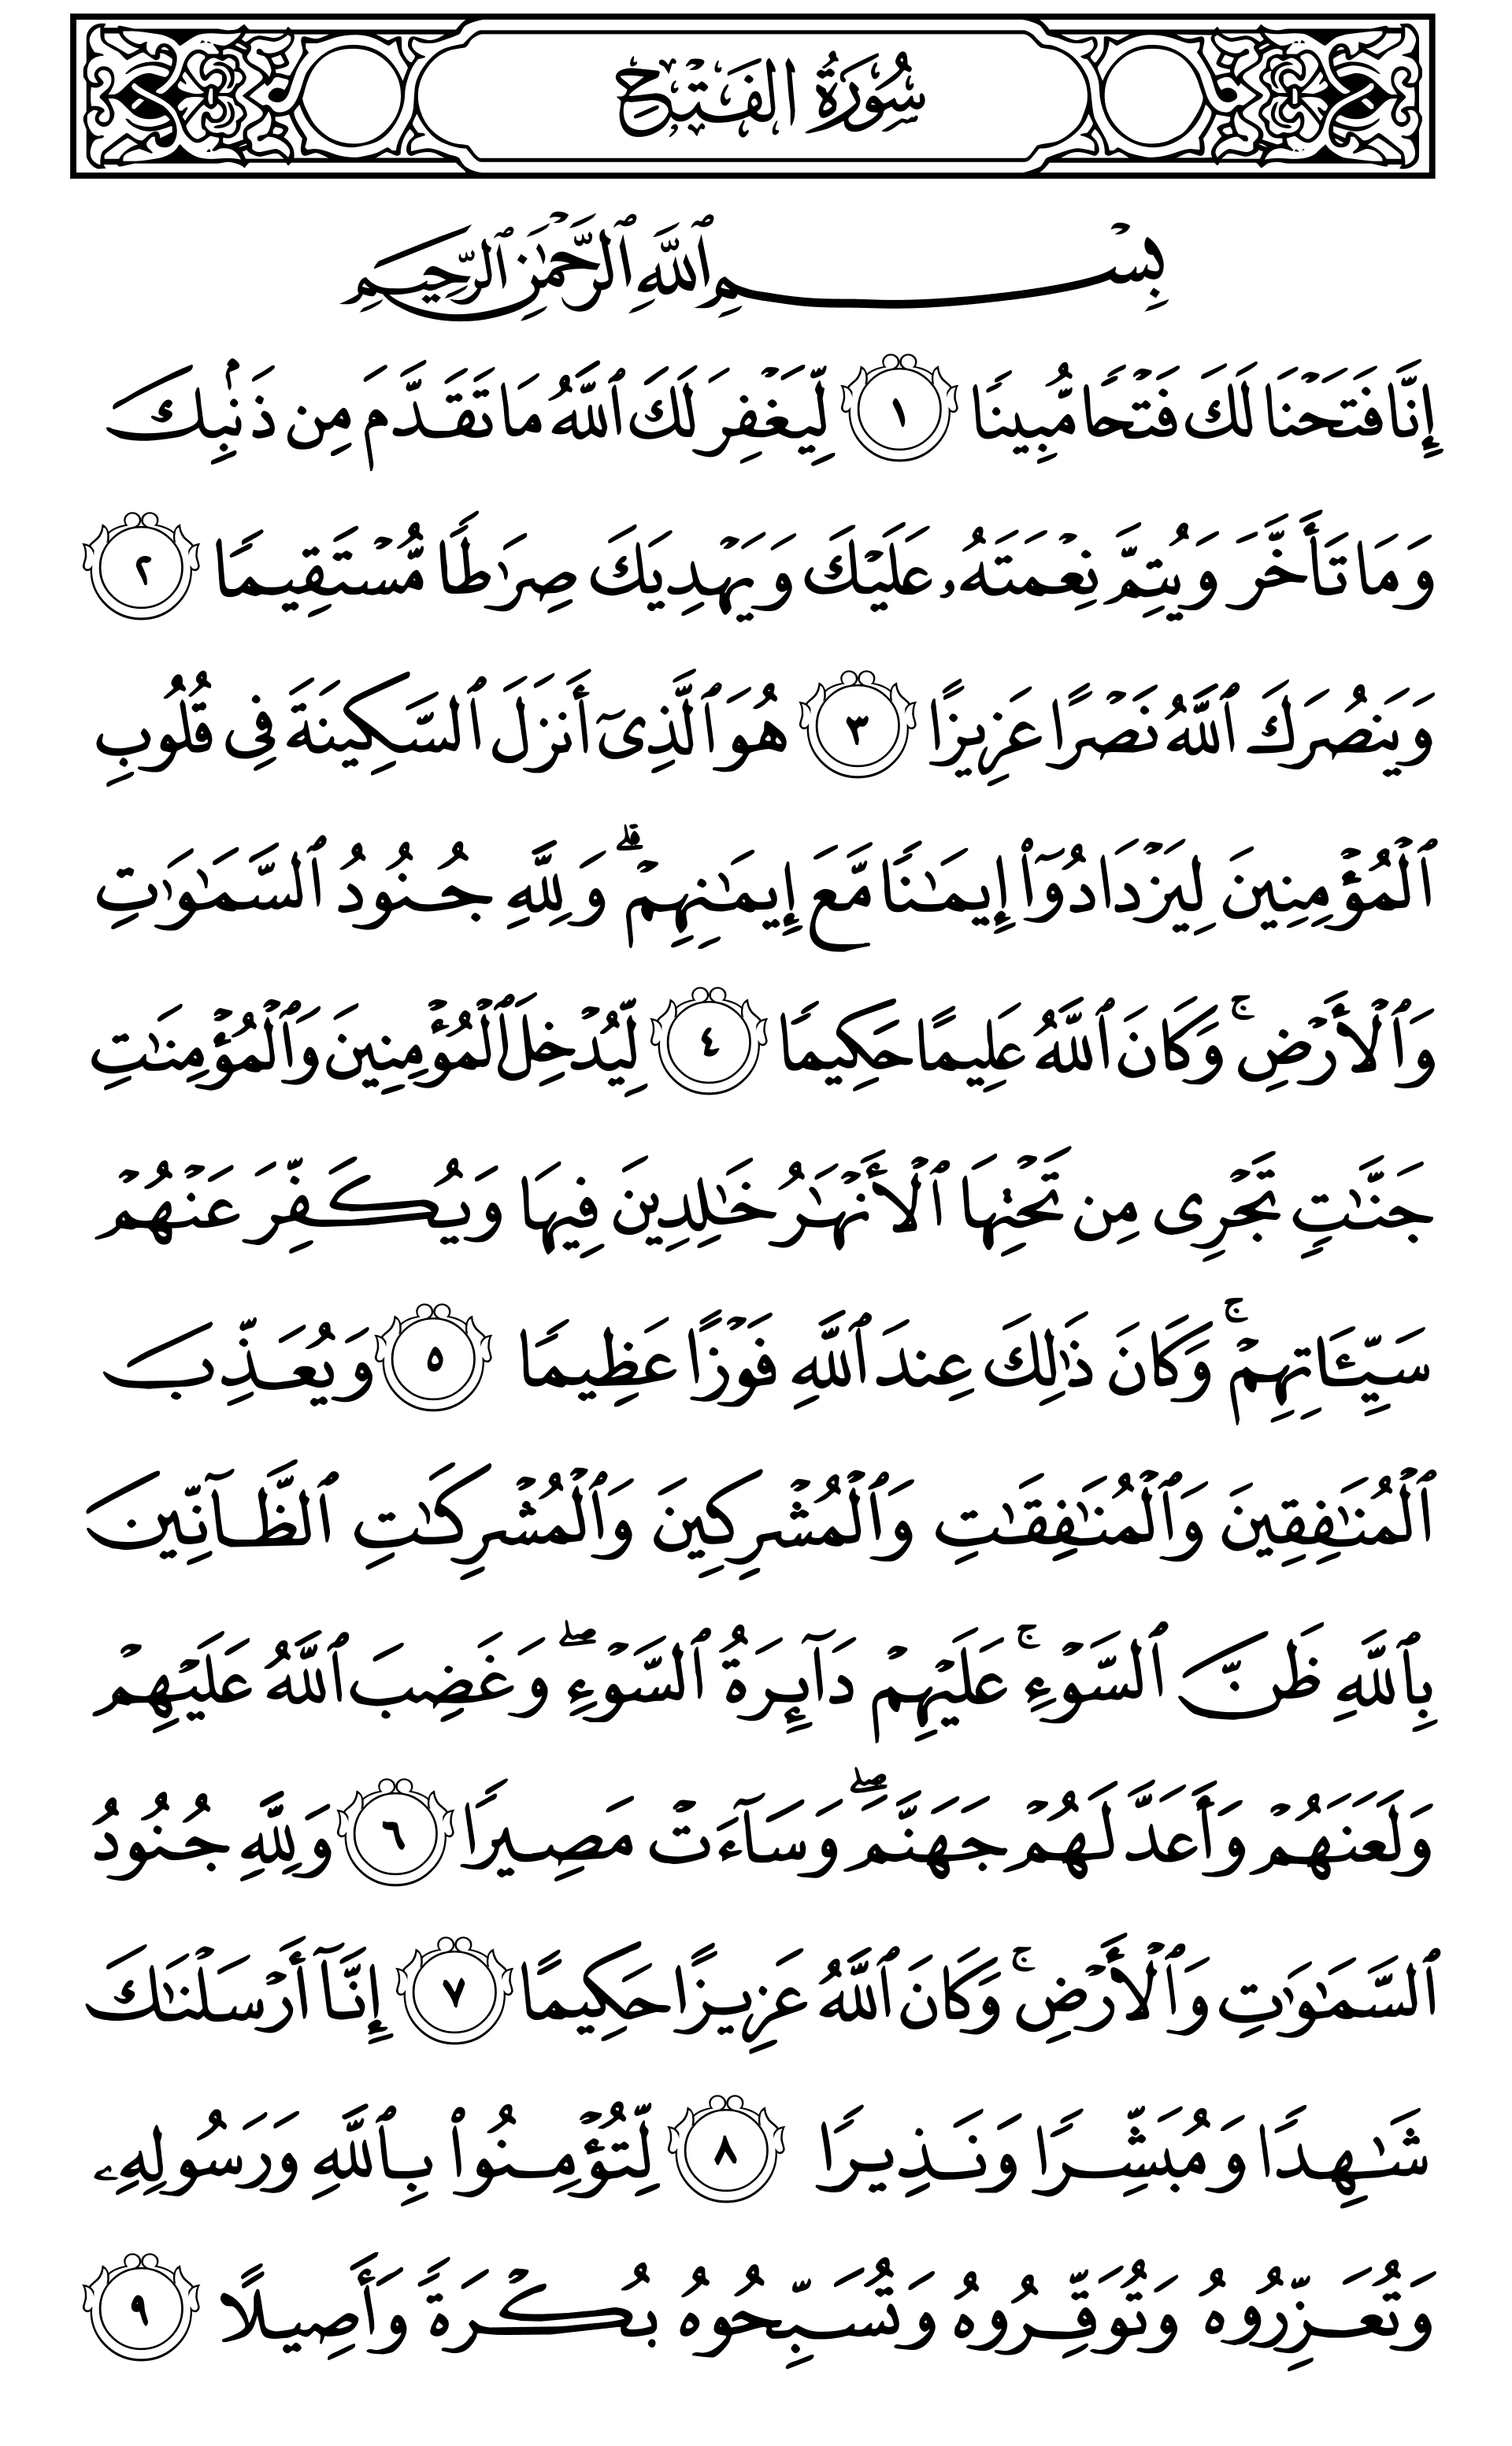 سُورَةُ الفَتْحِ
بِسْمِ ٱللَّهِ ٱلرَّحْمَٰنِ ٱلرَّحِيمِ
إِنَّا فَتَحْنَا لَكَ فَتْحًا مُّبِينًا ١ لِّيَغْفِرَ لَكَ ٱللَّهُ مَا تَقَدَّمَ مِن ذَنۢبِكَ
وَمَا تَأَخَّرَ وَيُتِمَّ نِعْمَتَهُۥ عَلَيْكَ وَيَهْدِيَكَ صِرَٰطًا مُّسْتَقِيمًا ٢
وَيَنصُرَكَ ٱللَّهُ نَصْرًا عَزِيزًا ٣ هُوَ ٱلَّذِىٓ أَنزَلَ ٱلسَّكِينَةَ فِى قُلُوبِ
ٱلْمُؤْمِنِينَ لِيَزْدَادُوٓا۟ إِيمَٰنًا مَّعَ إِيمَٰنِهِمْ ۗ وَلِلَّهِ جُنُودُ ٱلسَّمَٰوَٰتِ
وَٱلْأَرْضِ ۚ وَكَانَ ٱللَّهُ عَلِيمًا حَكِيمًا ٤ لِّيُدْخِلَ ٱلْمُؤْمِنِينَ وَٱلْمُؤْمِنَٰتِ
جَنَّٰتٍ تَجْرِى مِن تَحْتِهَا ٱلْأَنْهَٰرُ خَٰلِدِينَ فِيهَا وَيُكَفِّرَ عَنْهُمْ
سَيِّـَٔاتِهِمْ ۚ وَكَانَ ذَٰلِكَ عِندَ ٱللَّهِ فَوْزًا عَظِيمًا ٥ وَيُعَذِّبَ
ٱلْمُنَٰفِقِينَ وَٱلْمُنَٰفِقَٰتِ وَٱلْمُشْرِكِينَ وَٱلْمُشْرِكَٰتِ ٱلظَّآنِّينَ
بِٱللَّهِ ظَنَّ ٱلسَّوْءِ ۚ عَلَيْهِمْ دَآئِرَةُ ٱلسَّوْءِ ۖ وَغَضِبَ ٱللَّهُ عَلَيْهِمْ
وَلَعَنَهُمْ وَأَعَدَّ لَهُمْ جَهَنَّمَ ۖ وَسَآءَتْ مَصِيرًا ٦ وَلِلَّهِ جُنُودُ
ٱلسَّمَٰوَٰتِ وَٱلْأَرْضِ ۚ وَكَانَ ٱللَّهُ عَزِيزًا حَكِيمًا ٧ إِنَّآ أَرْسَلْنَٰكَ
شَٰهِدًا وَمُبَشِّرًا وَنَذِيرًا ٨ لِّتُؤْمِنُوا۟ بِٱللَّهِ وَرَسُولِهِۦ
وَتُعَزِّرُوهُ وَتُوَقِّرُوهُ وَتُسَبِّحُوهُ بُكْرَةً وَأَصِيلًا ٩